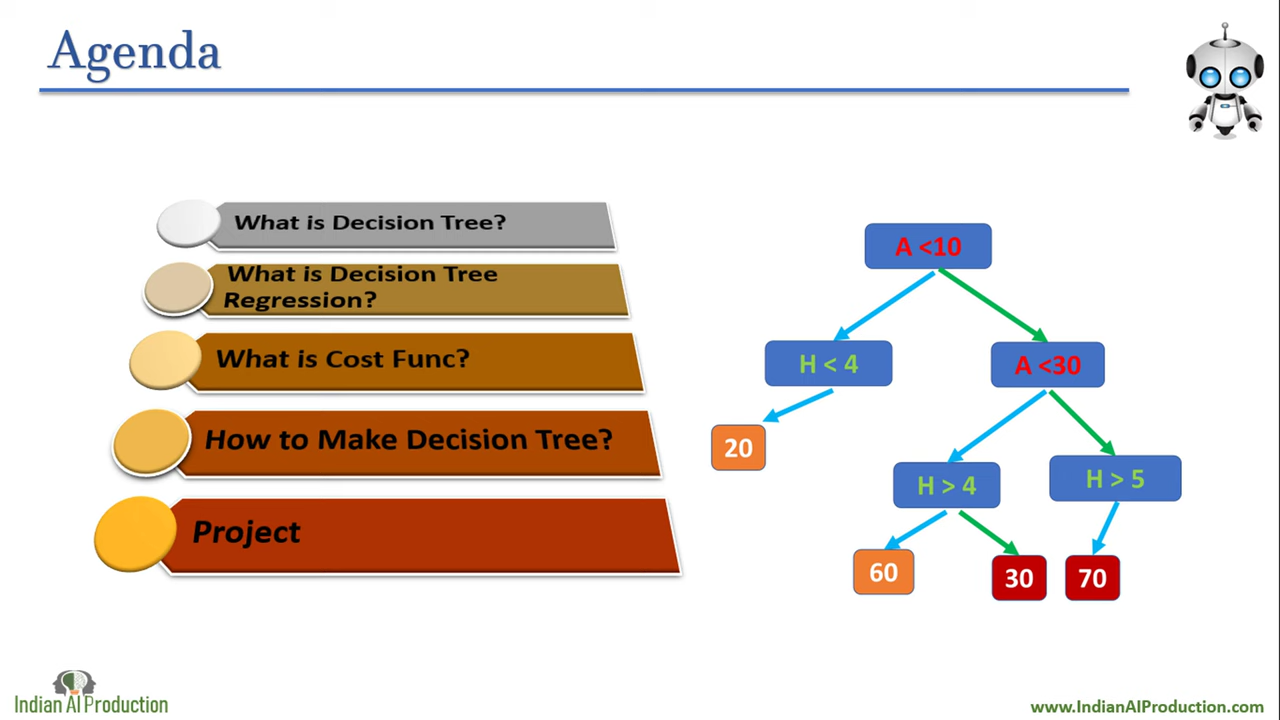 Agenda
What is Decision Tree?
What is Decision Tree
Regression?
What is Cost Func?
How to Make Decision Tree?
Project
A <10
H < 4
A <30
20
H > 4
H > 5
60
30
70
Indian AI Production
www.IndianAIProduction.com